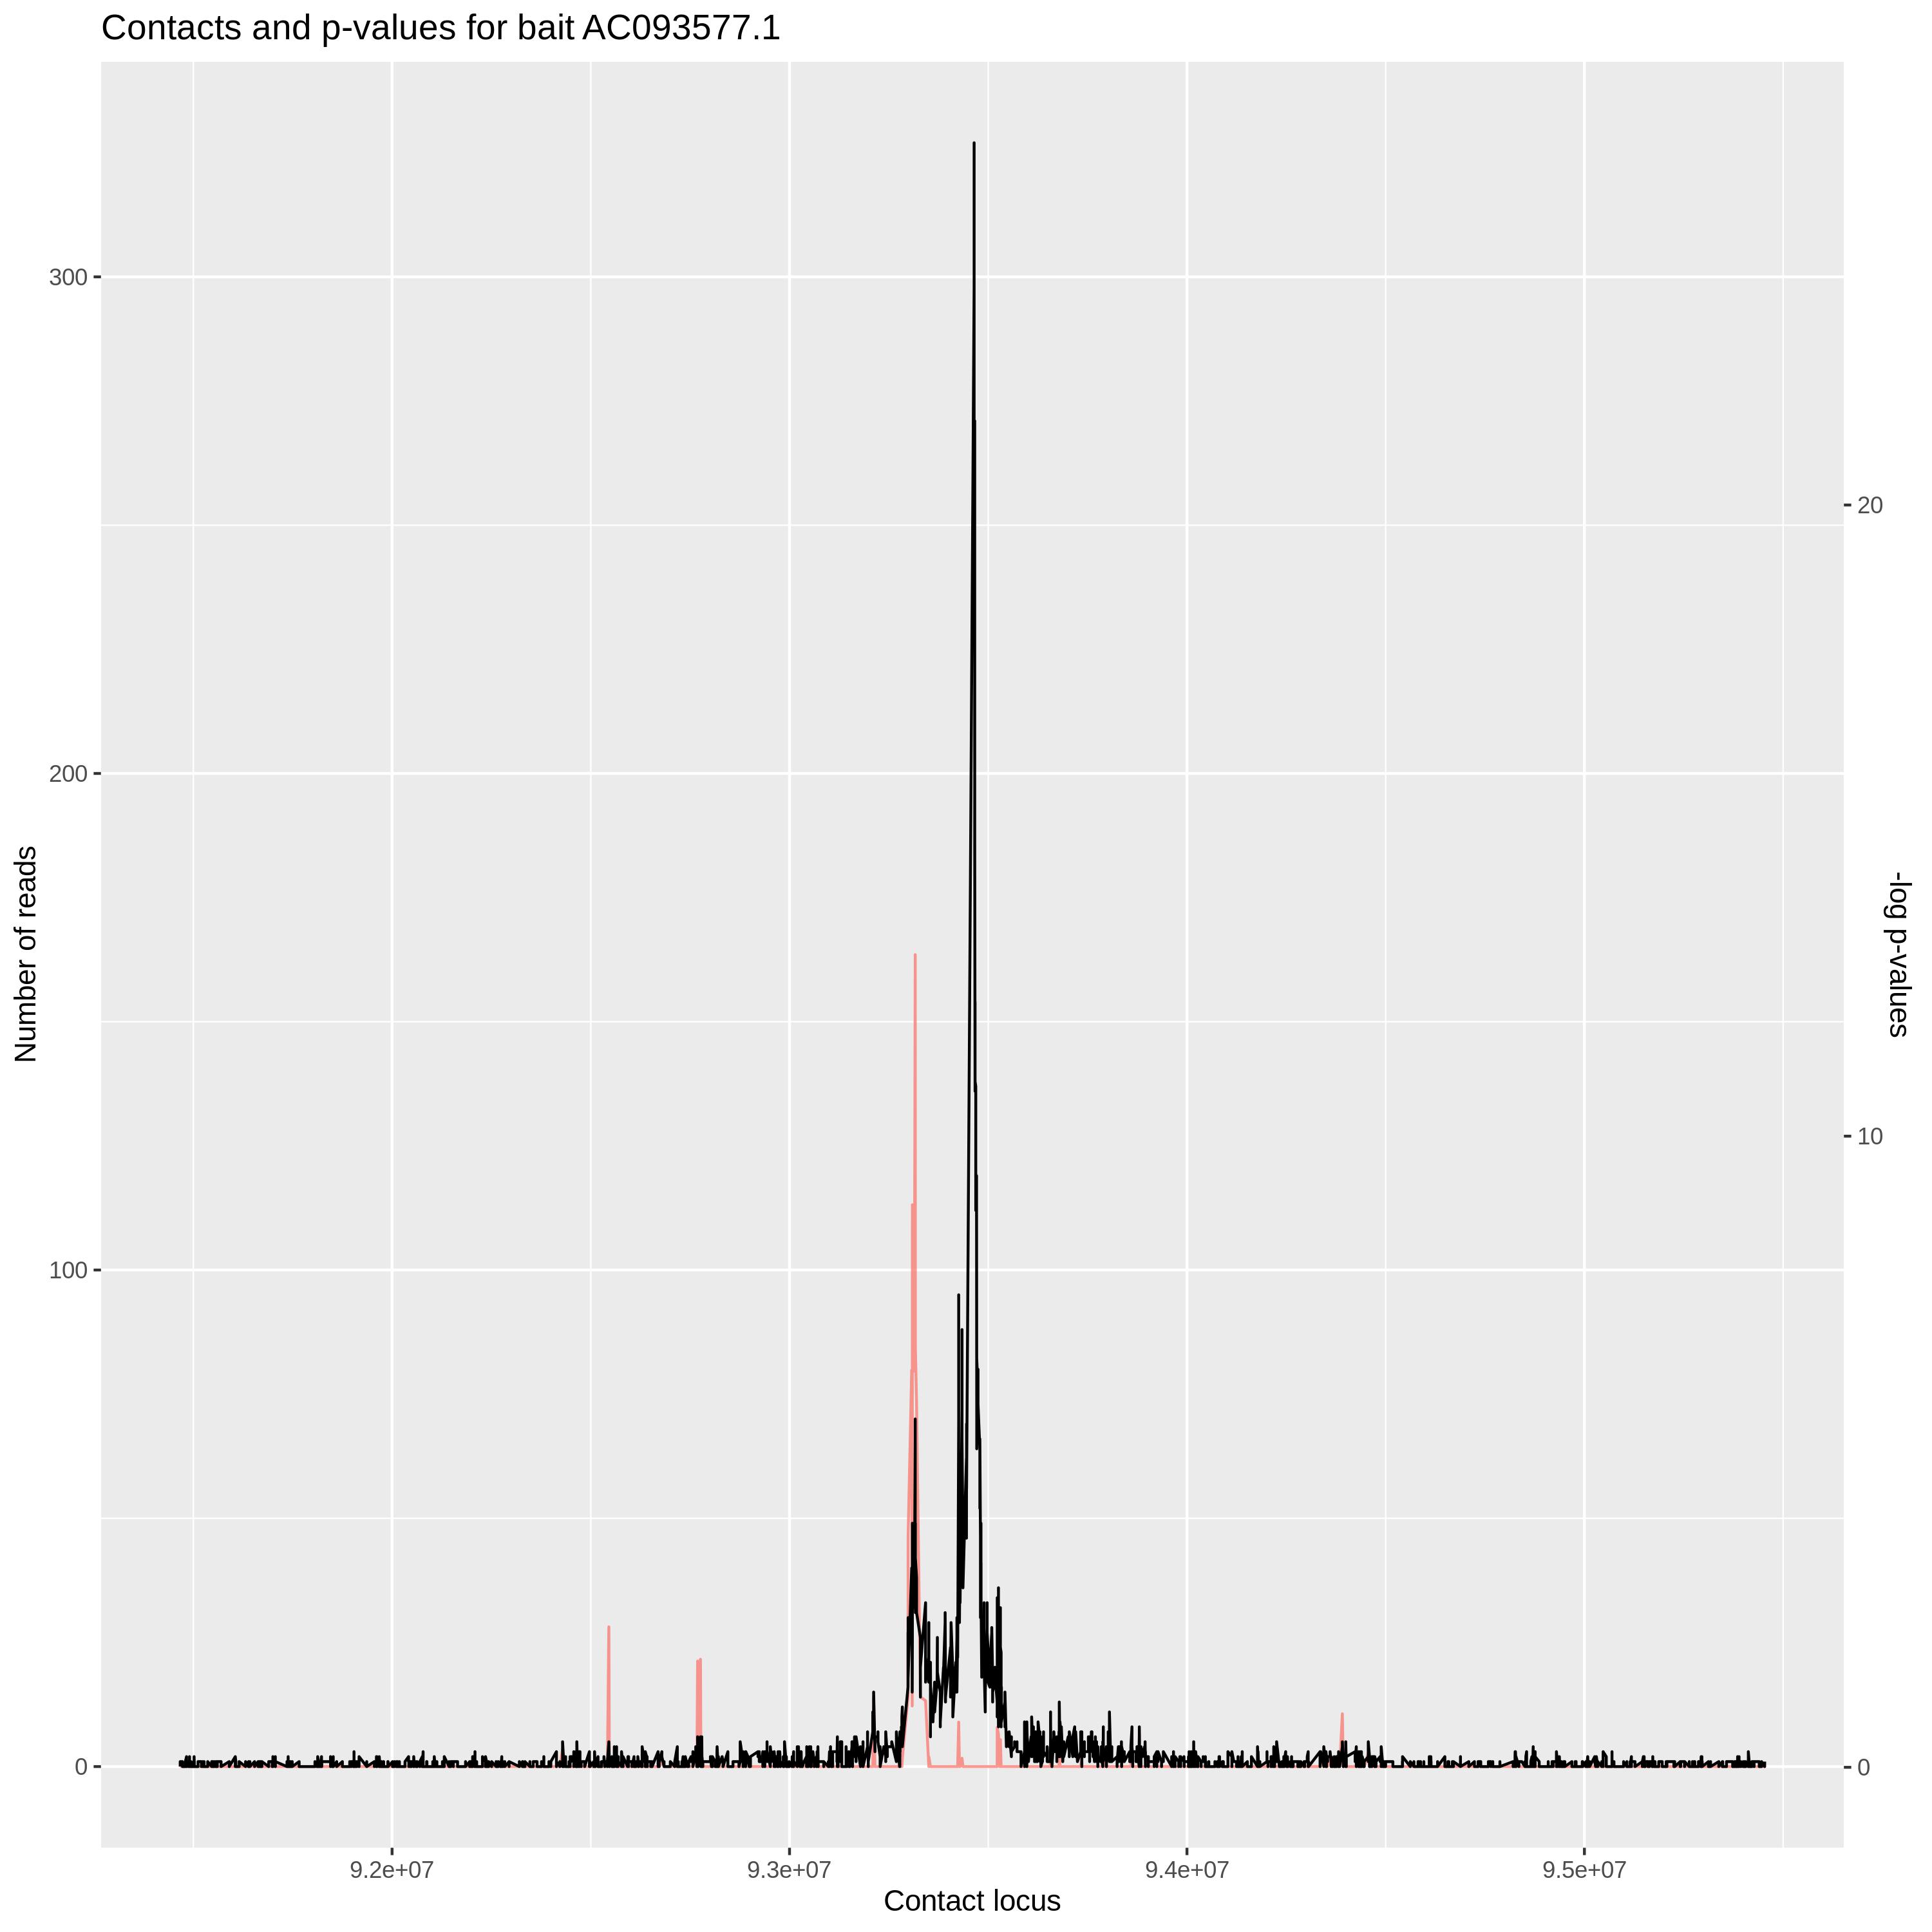 Contacts and p-values for bait AC093577.1
300
200
100
0
Number of reads
20
10
0
-log p-values
9.2e+07
9.3e+07
9.4e+07
9.5e+07
Contact locus